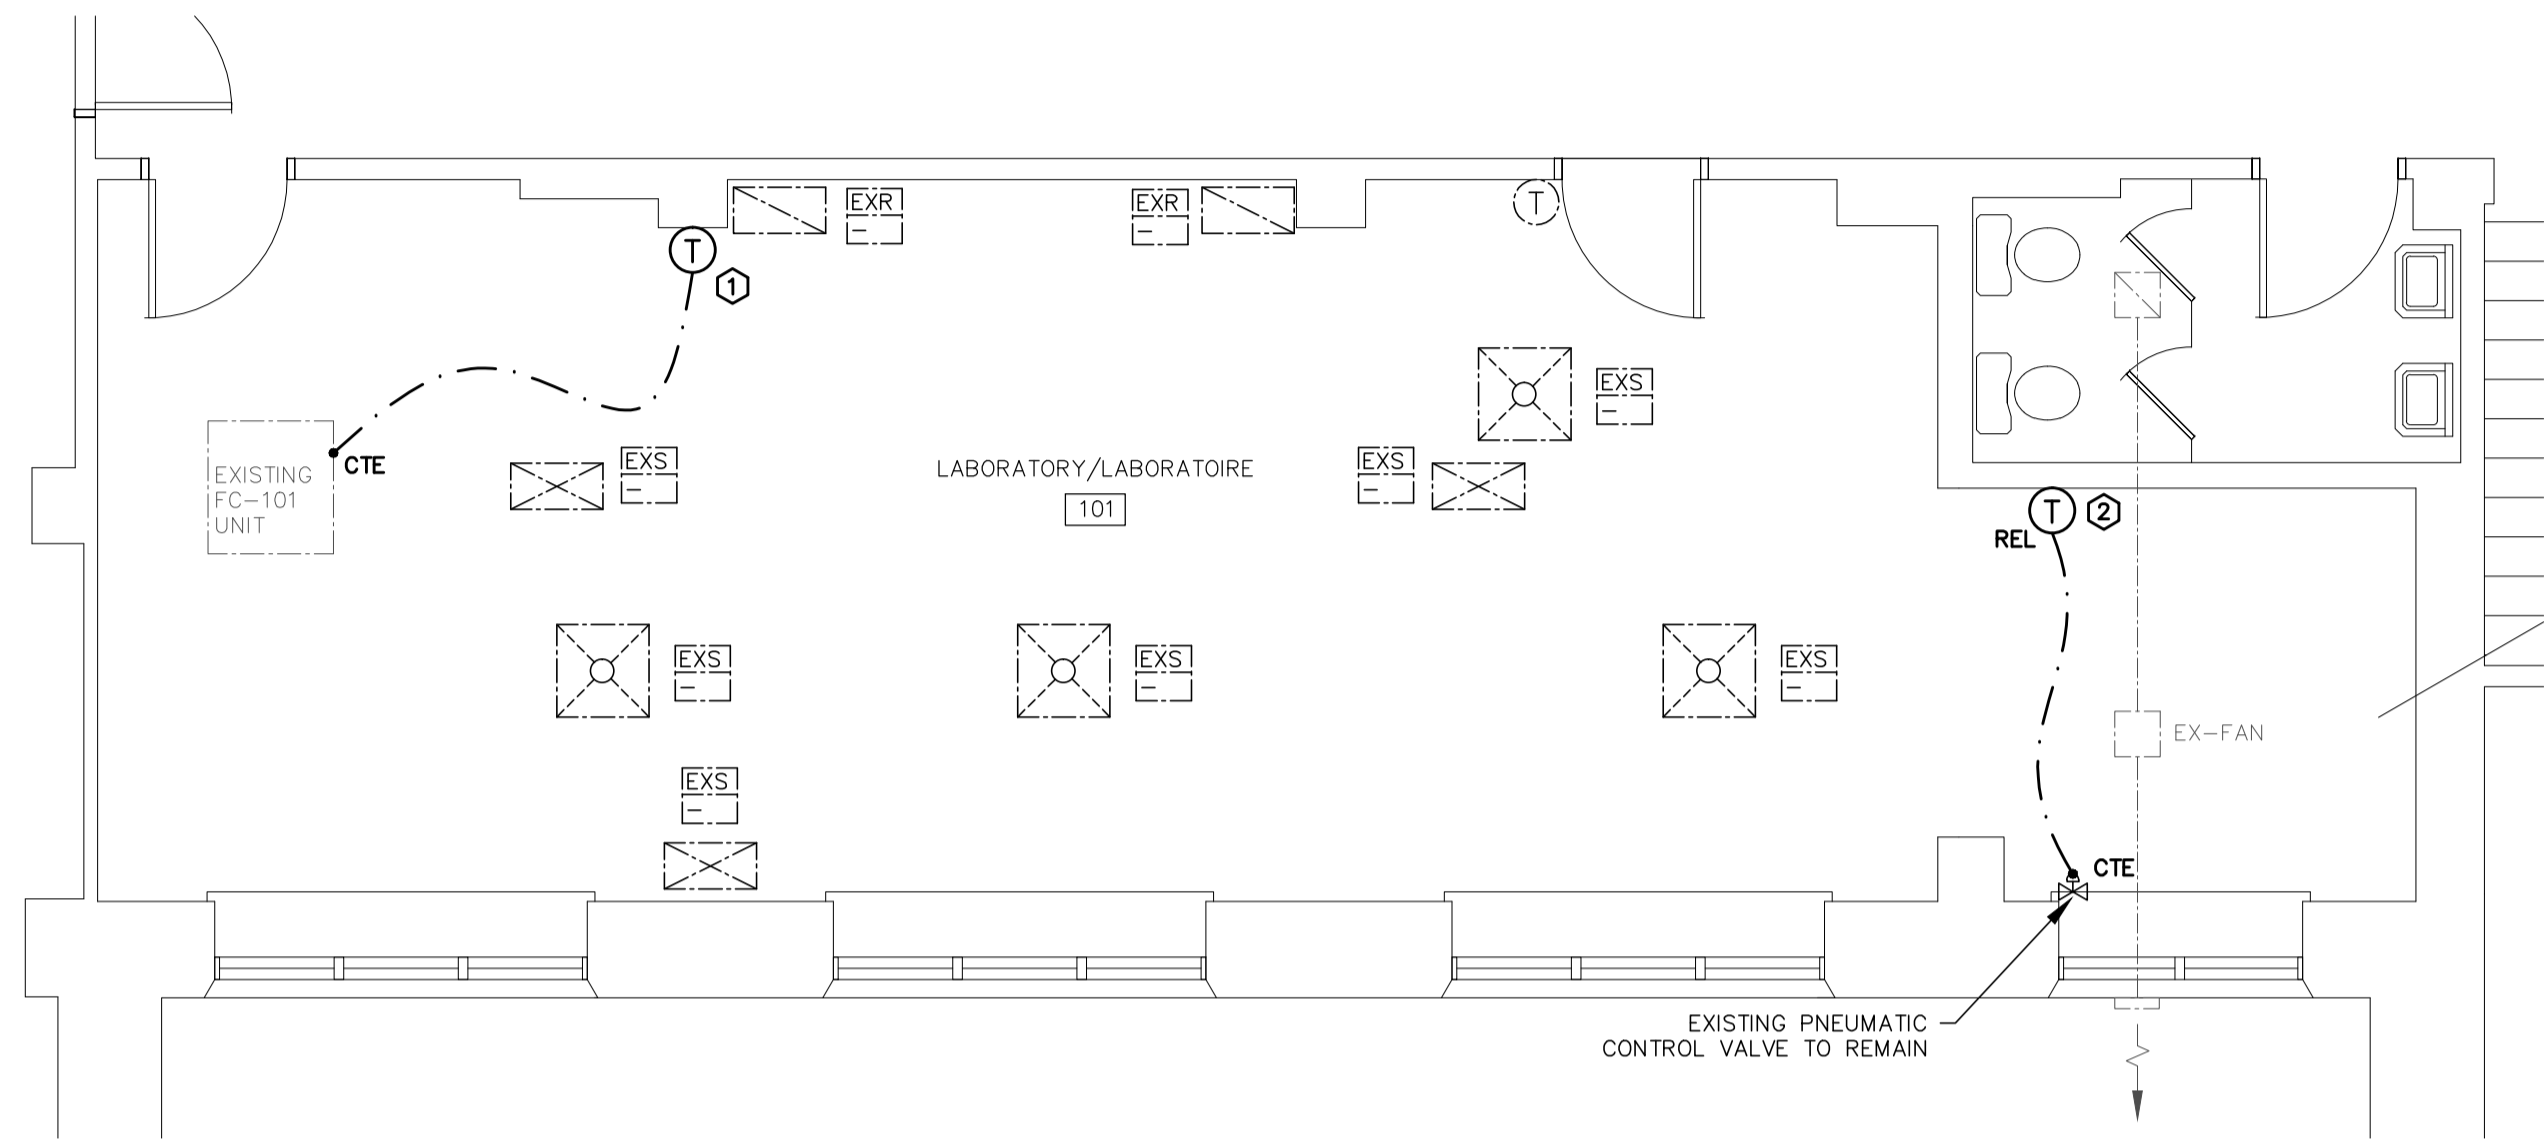 EXR
–
EXR
–
T
T
1
EXS
–
CTE
EXISTING
FC–101
UNIT
EXS
–
LABORATORY/LABORATOIRE
101
EXS
–
T
2
REL
EXS
–
EXS
–
EXS
–
EX–FAN
EXS
–
CTE
EXISTING PNEUMATIC
CONTROL VALVE TO REMAIN